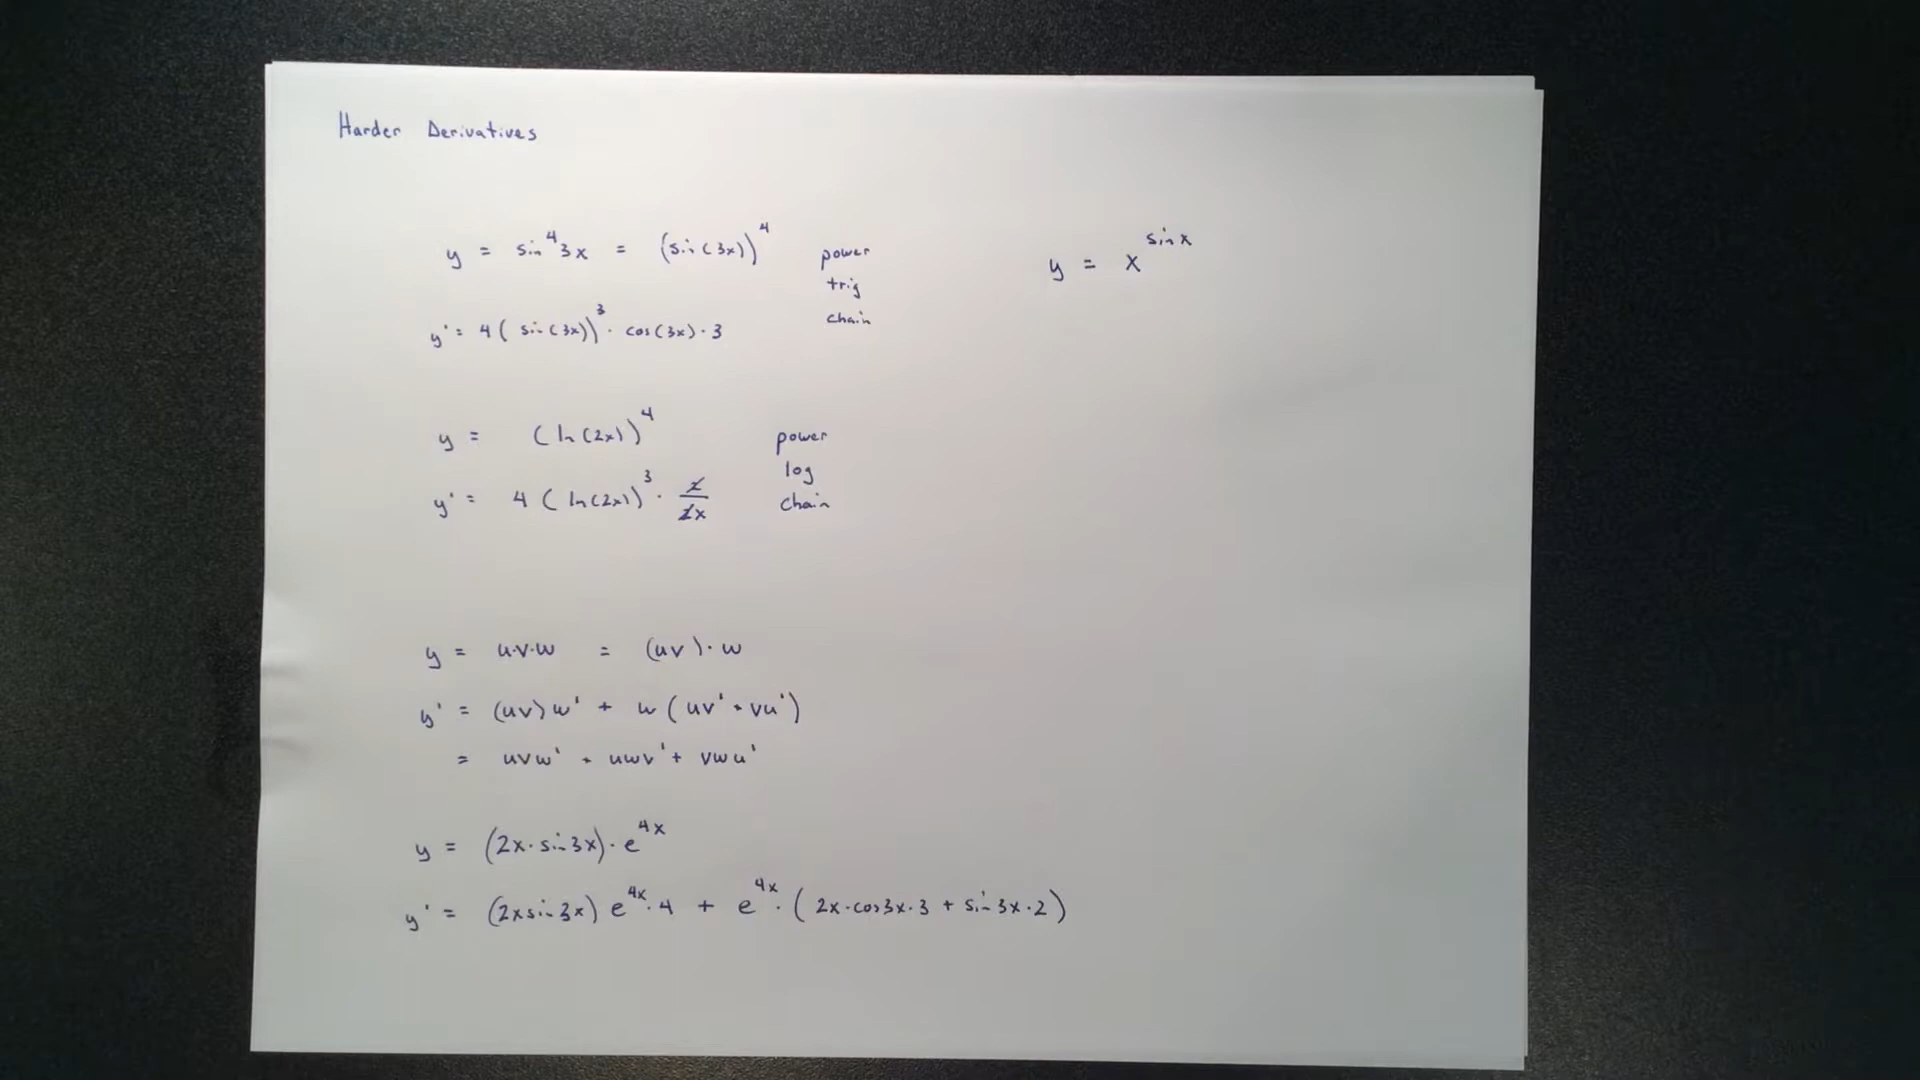 Harder Derivatives
y = sin⁴3x = (sin(3x))⁴
power
trig
chain
y' = 4(sin(3x))³ · cos(3x) · 3
y = (ln(2x))⁴
power
log
chain
y' = 4(ln(2x))³ · 2/2x
y = u·v·w = (uv)·w
y' = (uv)w' + w(uv' + vu')
= uvw' + uwv' + vwu'
y = (2x·sin3x)·e^4x
y' = (2xsin3x)e^4x·4 + e^4x·(2x·cos3x·3 + sin3x·2)
y = x^sinx